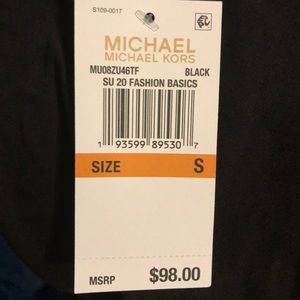 S109-0017
MICHAEL
MICHAEL KORS
MU08ZU46TF BLACK
SU 20 FASHION BASICS
1 93599 89530 7
SIZE S
MSRP $98.00